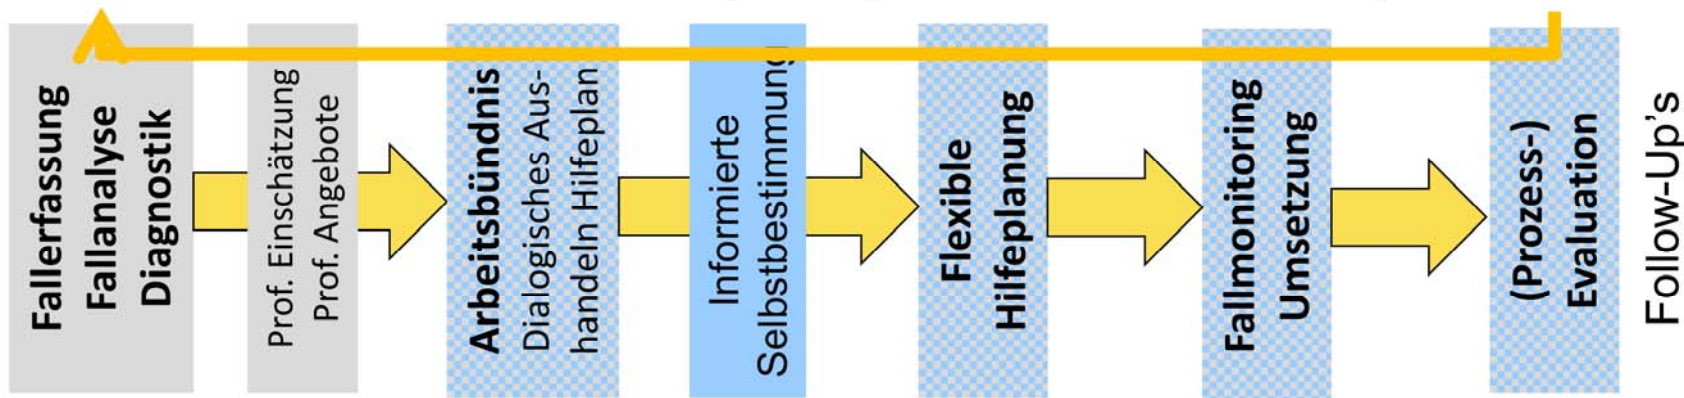 Fallerfassung
Fallanalyse
Diagnostik
Prof. Einschätzung
Prof. Angebote
Arbeitsbündnis
Dialogisches Aus-
handeln Hilfeplan
Informierte
Selbstbestimmung
Flexible
Hilfeplanung
Fallmonitoring
Umsetzung
(Prozess-)
Evaluation
Follow-Up's